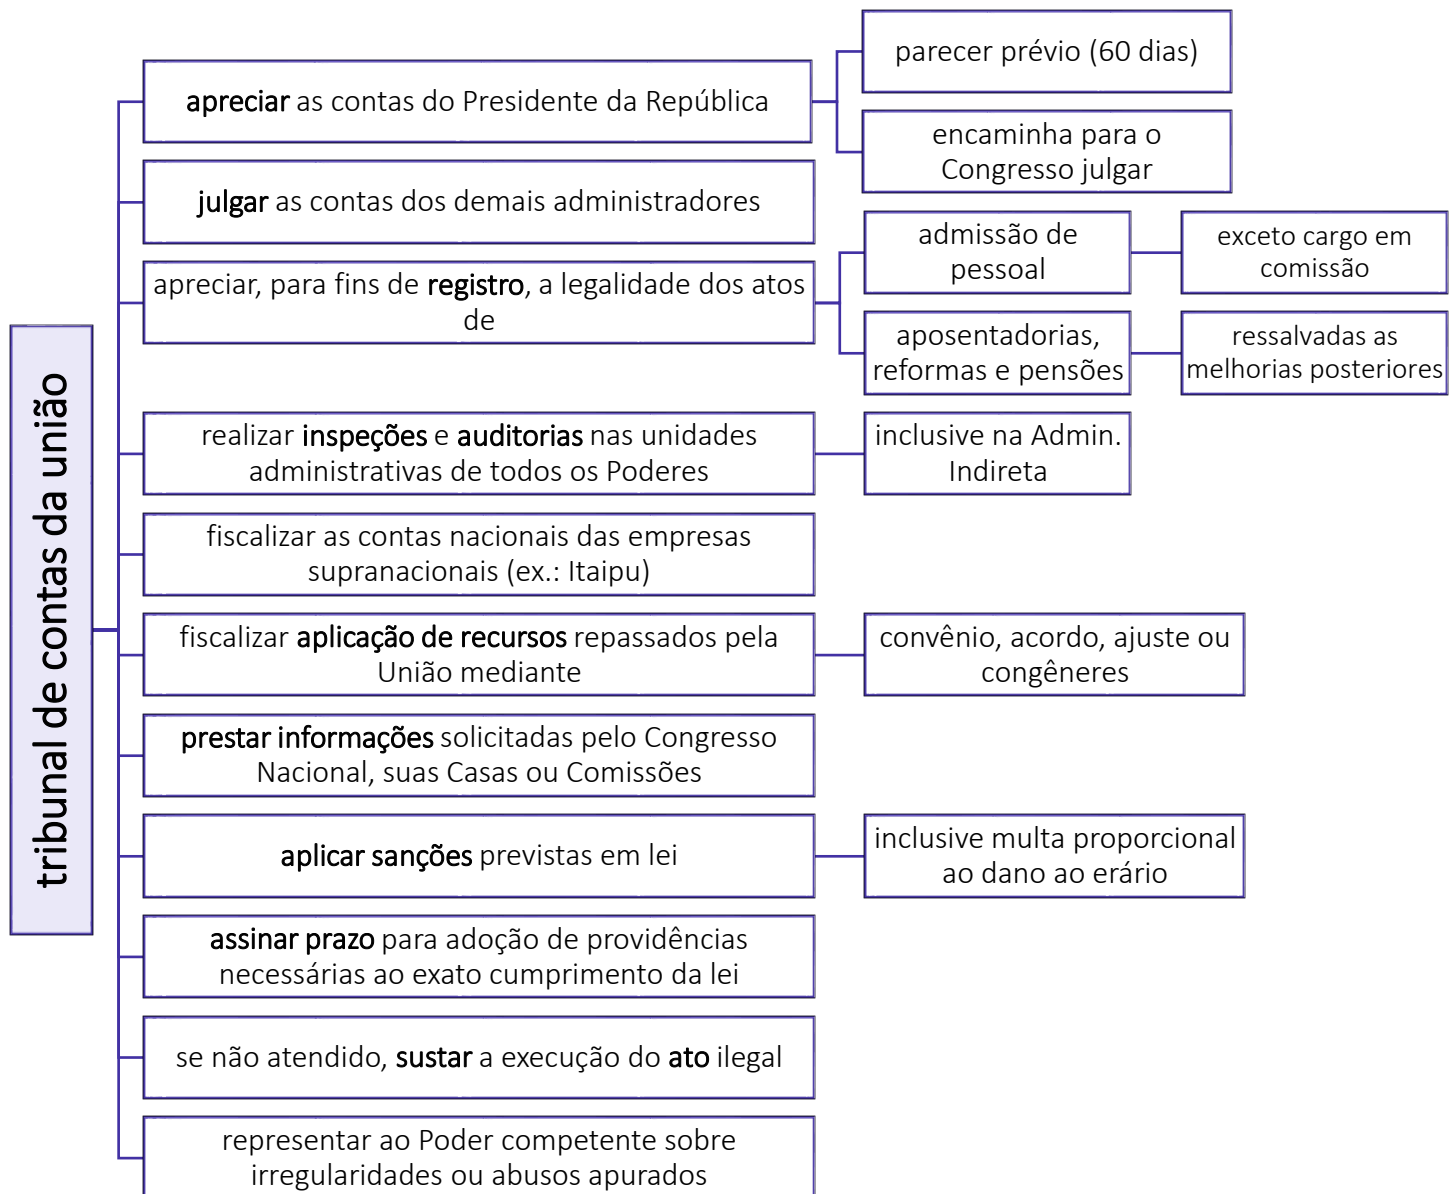 tribunal de contas da união
apreciar as contas do Presidente da República
parecer prévio (60 dias)
encaminha para o
Congresso julgar
julgar as contas dos demais administradores
apreciar, para fins de registro, a legalidade dos atos
de
admissão de
pessoal
exceto cargo em
comissão
aposentadorias,
reformas e pensões
ressalvadas as
melhorias posteriores
realizar inspeções e auditorias nas unidades
administrativas de todos os Poderes
inclusive na Admin.
Indireta
fiscalizar as contas nacionais das empresas
supranacionais (ex.: Itaipu)
fiscalizar aplicação de recursos repassados pela
União mediante
convênio, acordo, ajuste ou
congêneres
prestar informações solicitadas pelo Congresso
Nacional, suas Casas ou Comissões
aplicar sanções previstas em lei
inclusive multa proporcional
ao dano ao erário
assinar prazo para adoção de providências
necessárias ao exato cumprimento da lei
se não atendido, sustar a execução do ato ilegal
representar ao Poder competente sobre
irregularidades ou abusos apurados